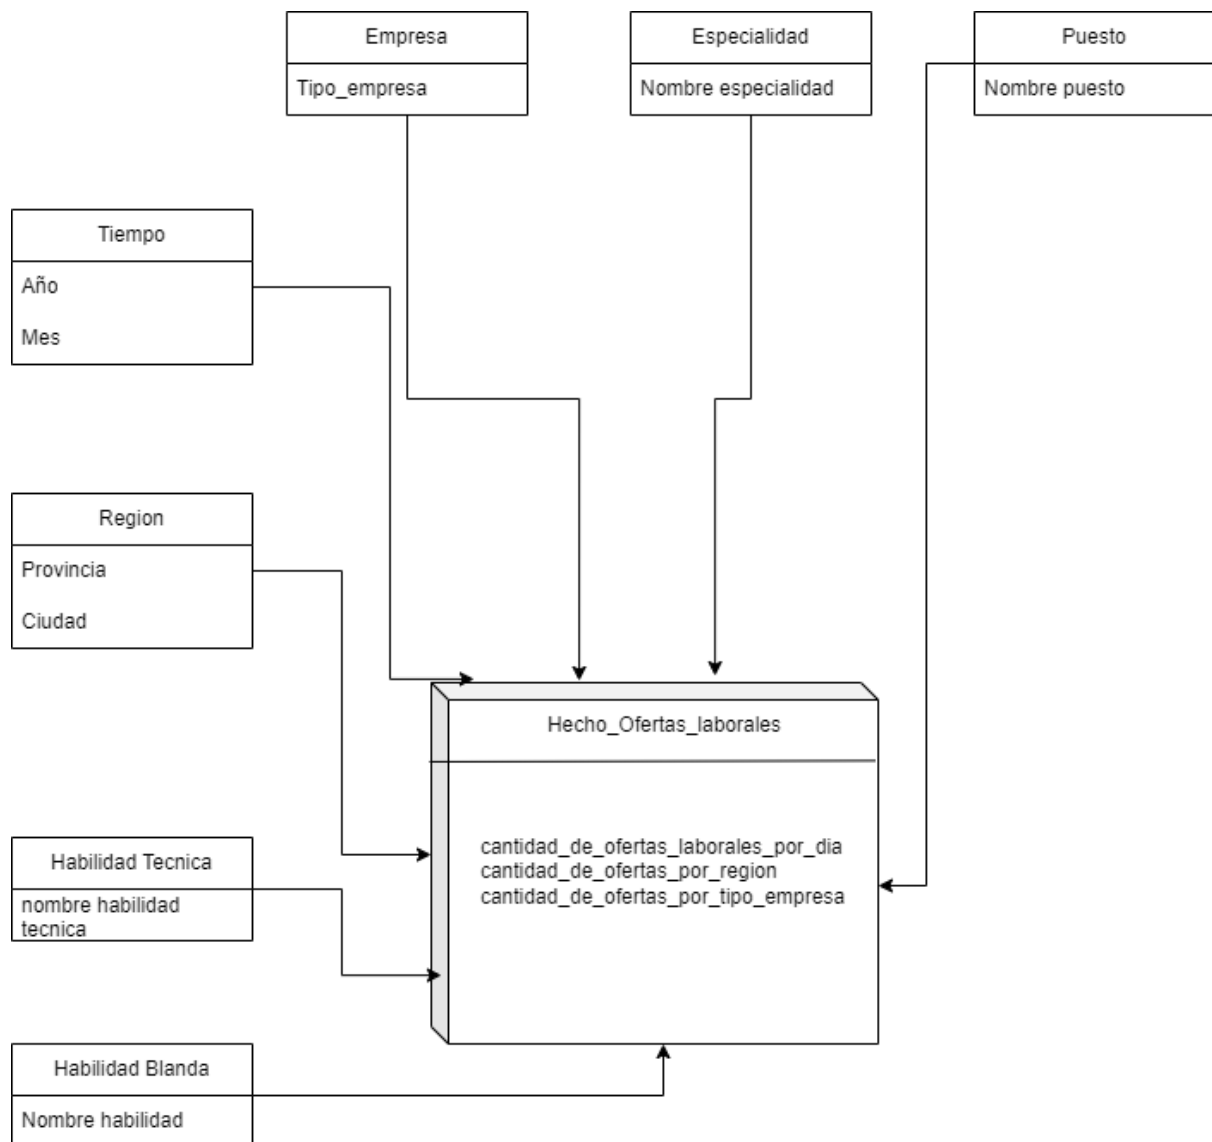 Empresa
Tipo_empresa
Especialidad
Nombre especialidad
Puesto
Nombre puesto
Tiempo
Año
Mes
Region
Provincia
Ciudad
Hecho_Ofertas_laborales
cantidad_de_ofertas_laborales_por_dia
cantidad_de_ofertas_por_region
cantidad_de_ofertas_por_tipo_empresa
Habilidad Tecnica
nombre habilidad
tecnica
Habilidad Blanda
Nombre habilidad